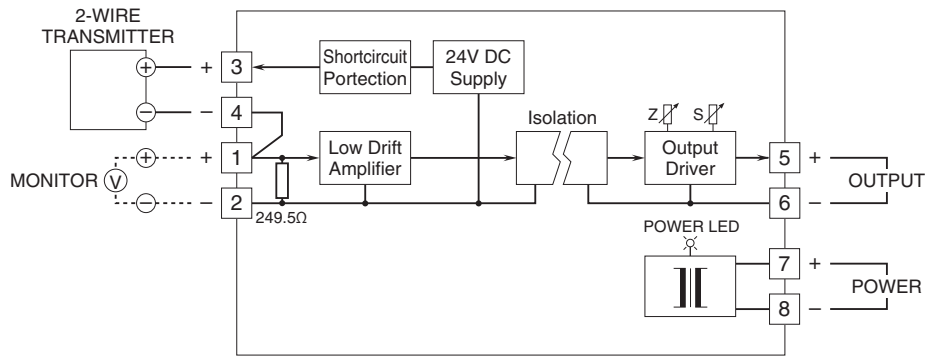 2-WIRE
TRANSMITTER
+
−
+
−
3
4
Shortcircuit
Portection
24V DC
Supply
Isolation
Z
S
MONITOR
V
+
−
+
−
1
2
249.5Ω
Low Drift
Amplifier
Output
Driver
5
6
+
−
OUTPUT
POWER LED
7
8
+
−
POWER